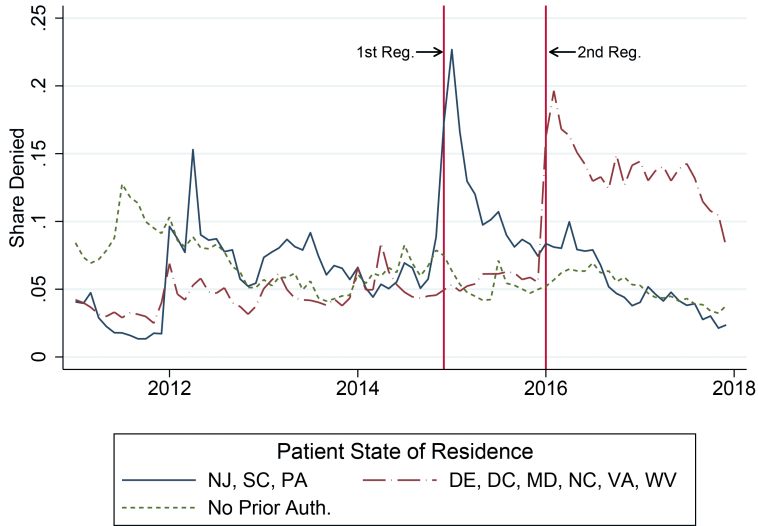 .25
.2
.15
.1
.05
0
Share Denied
1st Reg.
2nd Reg.
2012
2014
2016
2018
Patient State of Residence
NJ, SC, PA
DE, DC, MD, NC, VA, WV
No Prior Auth.